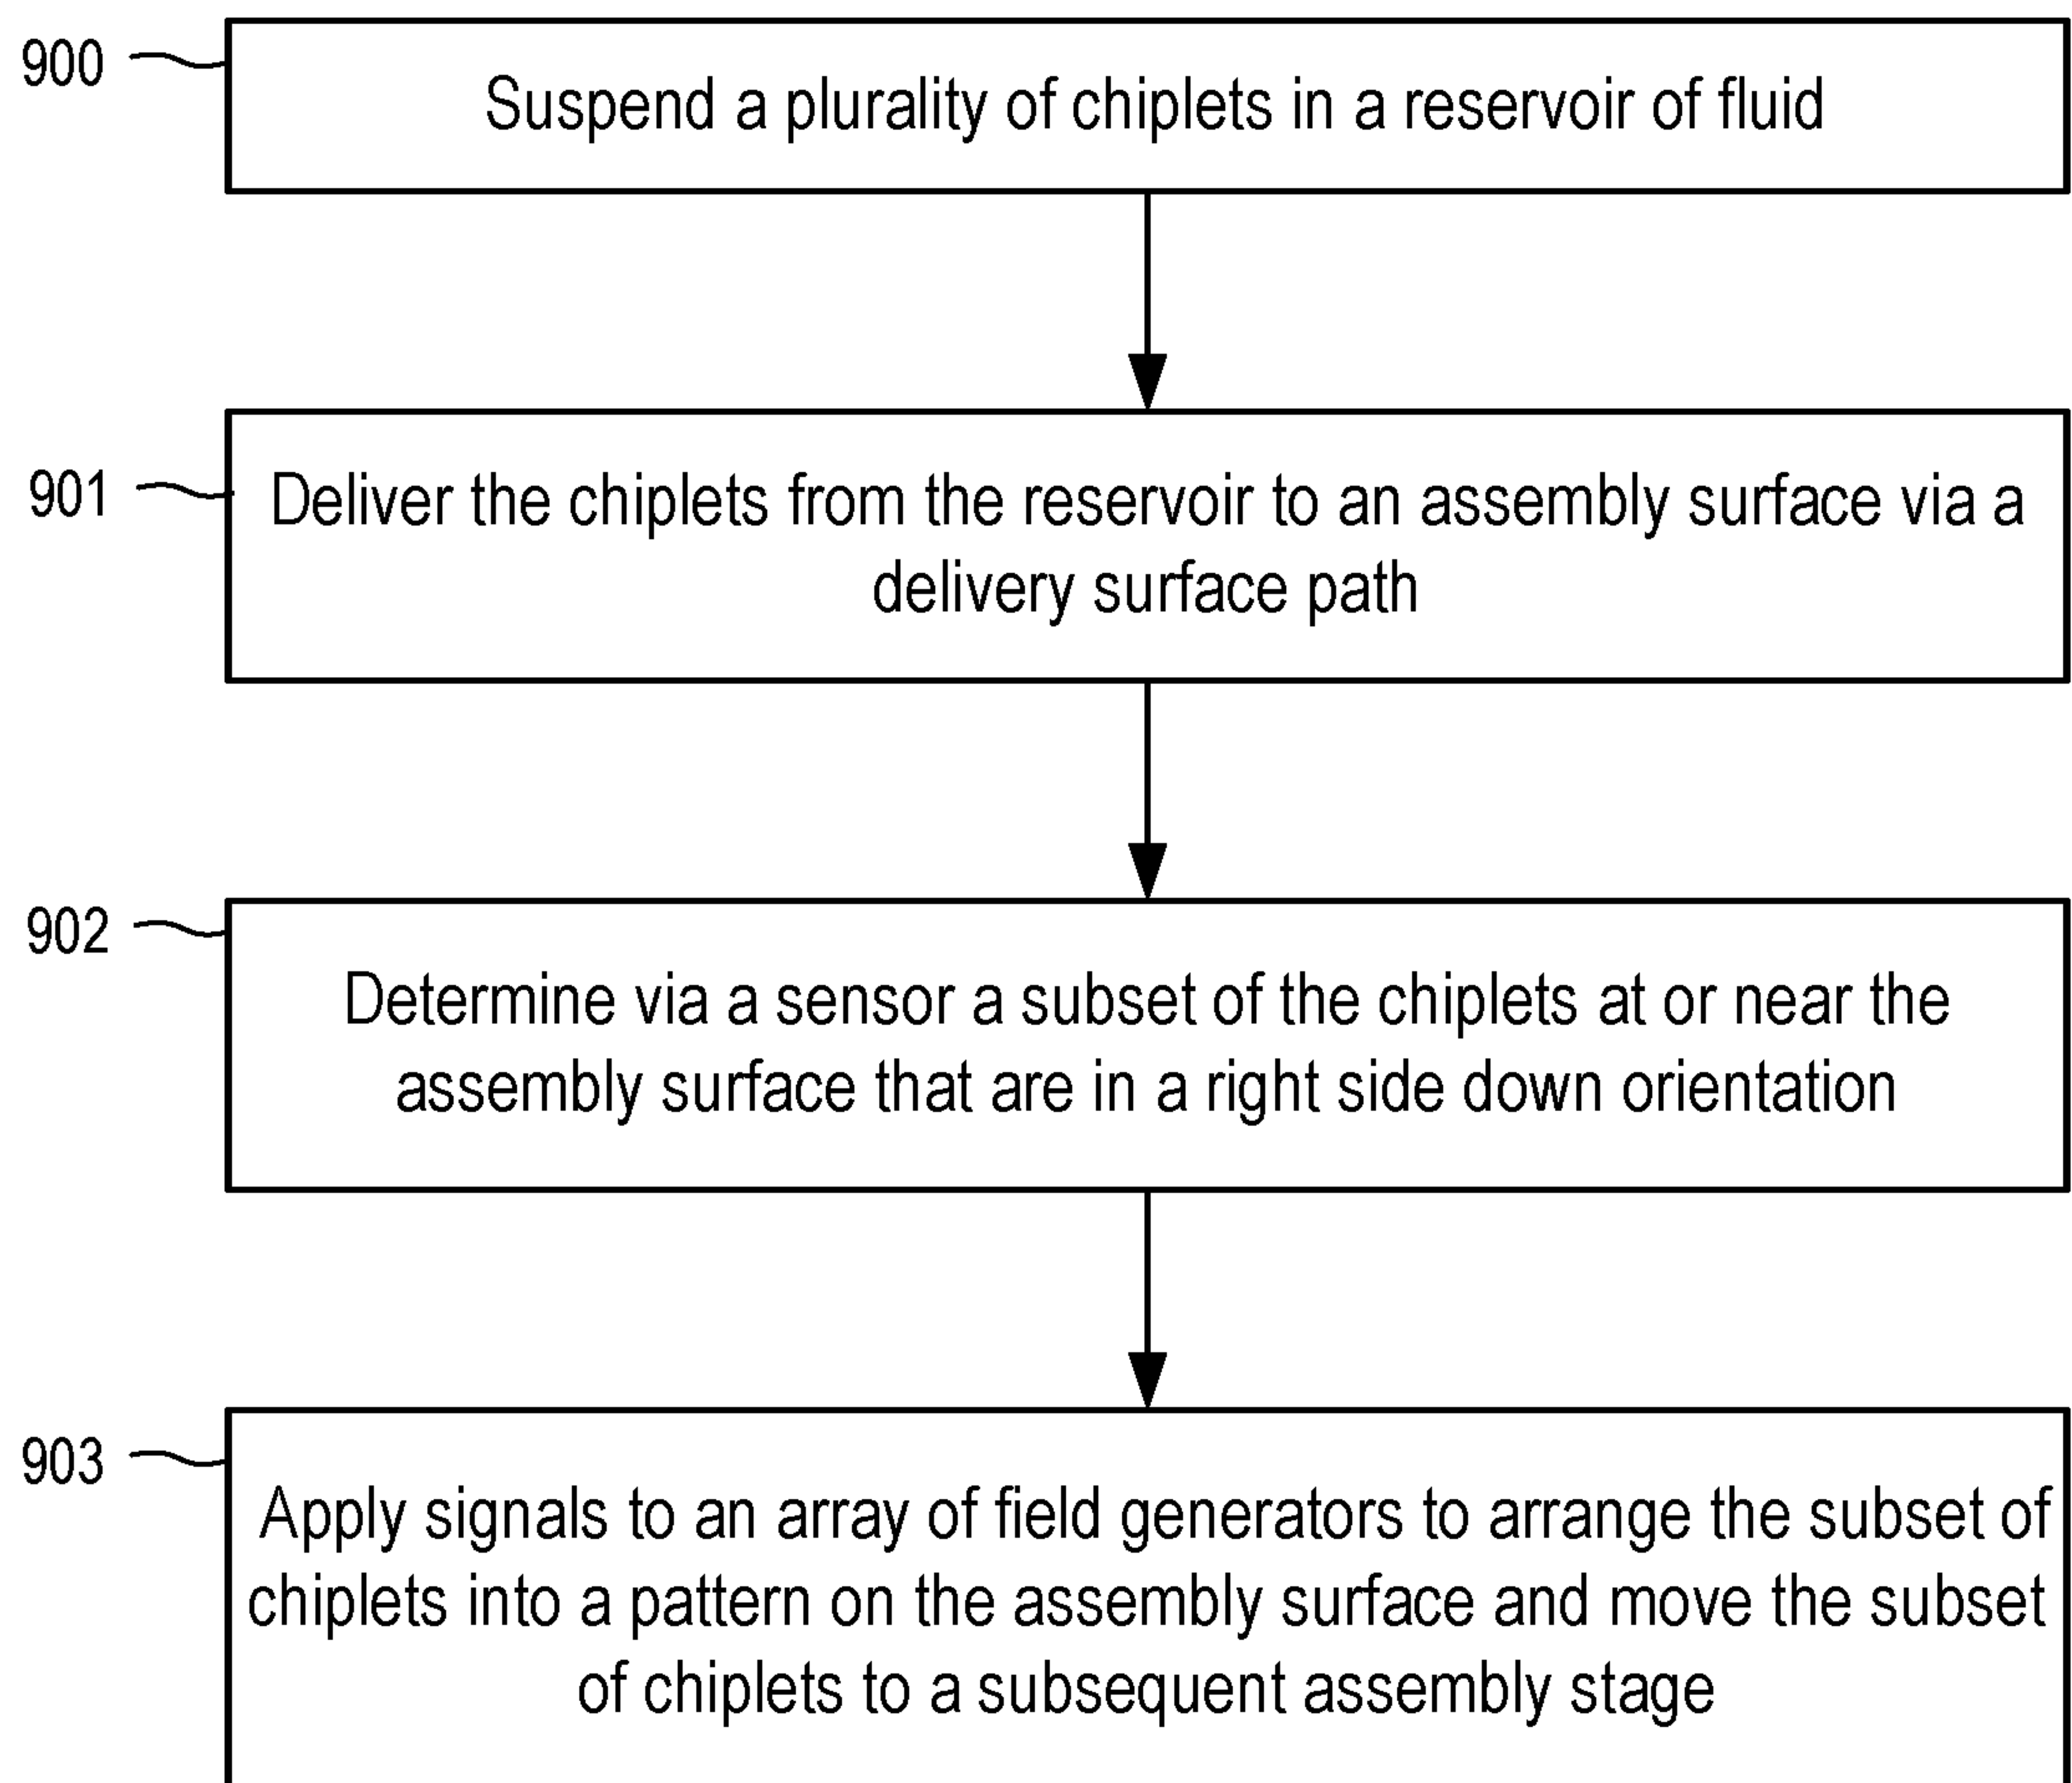 900
Suspend a plurality of chiplets in a reservoir of fluid
901
Deliver the chiplets from the reservoir to an assembly surface via a
delivery surface path
902
Determine via a sensor a subset of the chiplets at or near the
assembly surface that are in a right side down orientation
903
Apply signals to an array of field generators to arrange the subset of
chiplets into a pattern on the assembly surface and move the subset
of chiplets to a subsequent assembly stage